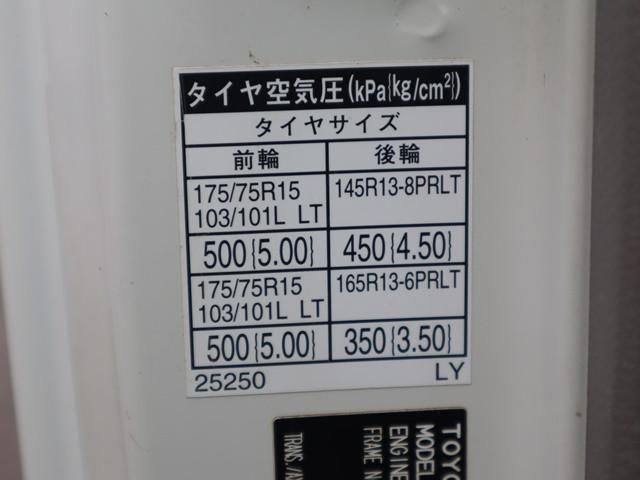 タイヤ空気圧(kPa{kg/cm²})
タイヤサイズ
前輪 後輪
175/75R15 145R13-8PRLT
103/101L LT
500{5.00} 450{4.50}
175/75R15 165R13-6PRLT
103/101L LT
500{5.00} 350{3.50}
25250 LY
MODEL
ENGINE
FRAME N
TRANS./A